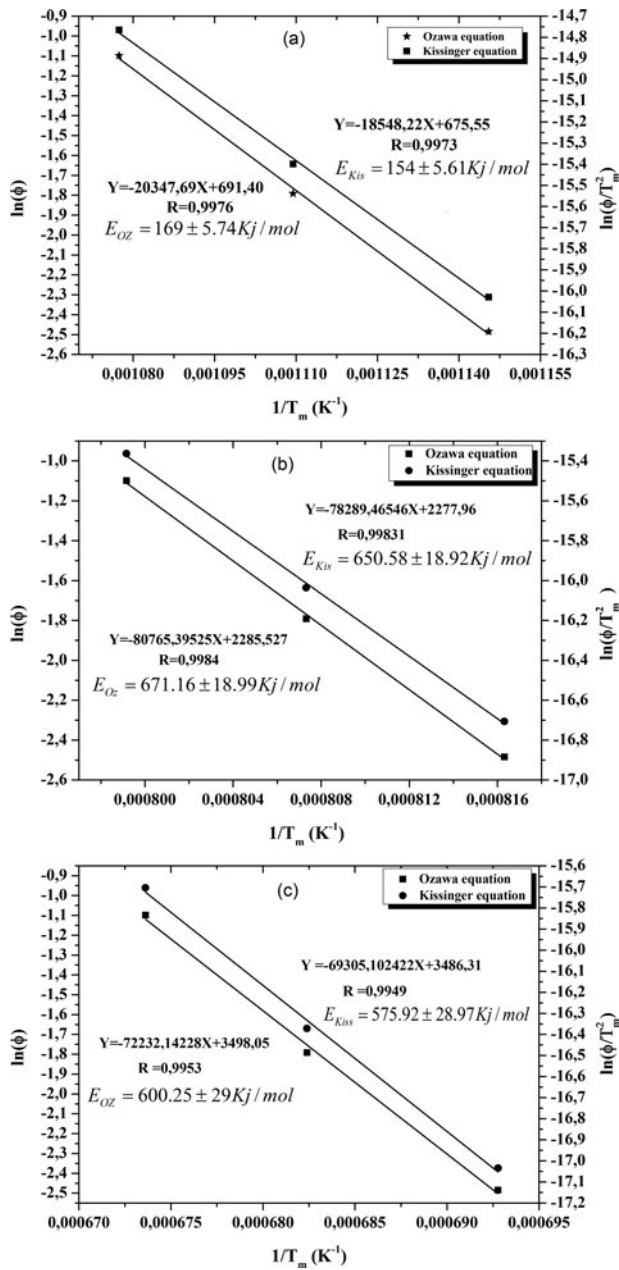 (a)
★ Ozawa equation
■ Kissinger equation
Y=-18548,22X+675,55
R=0,9973
E_Kis = 154 ± 5.61Kj / mol
Y=-20347,69X+691,40
R=0,9976
E_OZ = 169 ± 5.74Kj / mol
ln(ϕ)
-0,9
-1,0
-1,1
-1,2
-1,3
-1,4
-1,5
-1,6
-1,7
-1,8
-1,9
-2,0
-2,1
-2,2
-2,3
-2,4
-2,5
-2,6
-14,7
-14,8
-14,9
-15,0
-15,1
-15,2
-15,3
-15,4
-15,5
-15,6
-15,7
-15,8
-15,9
-16,0
-16,1
-16,2
-16,3
ln(ϕ/T²m)
0,001080 0,001095 0,001110 0,001125 0,001140 0,001155
1/Tm (K⁻¹)
(b)
■ Ozawa equation
● Kissinger equation
Y=-78289,46546X+2277,96
R=0,99831
E_Kis = 650.58 ± 18.92Kj / mol
Y=-80765,39525X+2285,527
R=0,9984
E_Oz = 671.16 ± 18.99Kj / mol
ln(ϕ)
-1,0
-1,2
-1,4
-1,6
-1,8
-2,0
-2,2
-2,4
-2,6
-15,4
-15,6
-15,8
-16,0
-16,2
-16,4
-16,6
-16,8
-17,0
ln(ϕ/T²m)
0,000800 0,000804 0,000808 0,000812 0,000816
1/Tm (K⁻¹)
(c)
■ Ozawa equation
● Kissinger equation
Y =-69305,102422X+3486,31
R =0,9949
E_Kiss = 575.92 ± 28.97Kj / mol
Y=-72232,14228X+3498,05
R =0,9953
E_OZ = 600.25 ± 29Kj / mol
ln(ϕ)
-0,9
-1,0
-1,1
-1,2
-1,3
-1,4
-1,5
-1,6
-1,7
-1,8
-1,9
-2,0
-2,1
-2,2
-2,3
-2,4
-2,5
-15,6
-15,7
-15,8
-15,9
-16,0
-16,1
-16,2
-16,3
-16,4
-16,5
-16,6
-16,7
-16,8
-16,9
-17,0
-17,1
-17,2
ln(ϕ/T²m)
0,000670 0,000675 0,000680 0,000685 0,000690 0,000695
1/Tm (K⁻¹)